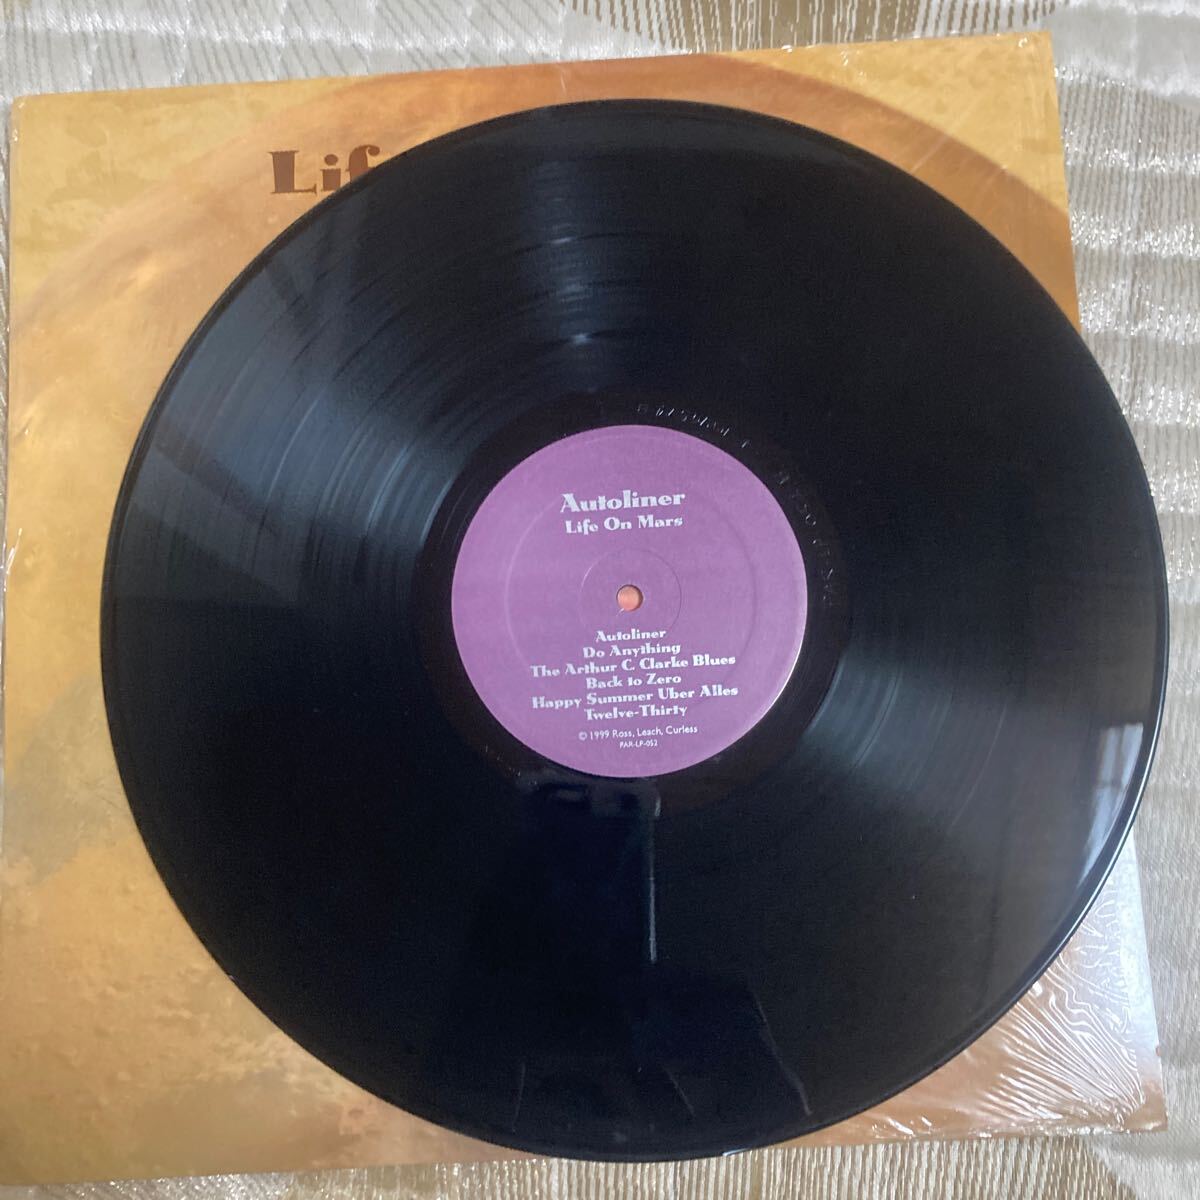 Lif
Autoliner
Life On Mars
Autoliner
Do Anything
The Arthur C. Clarke Blues
Back to Zero
Happy Summer Uber Alles
Twelve-Thirty
© 1999 Ross, Leach, Curless
PAR-LP-052